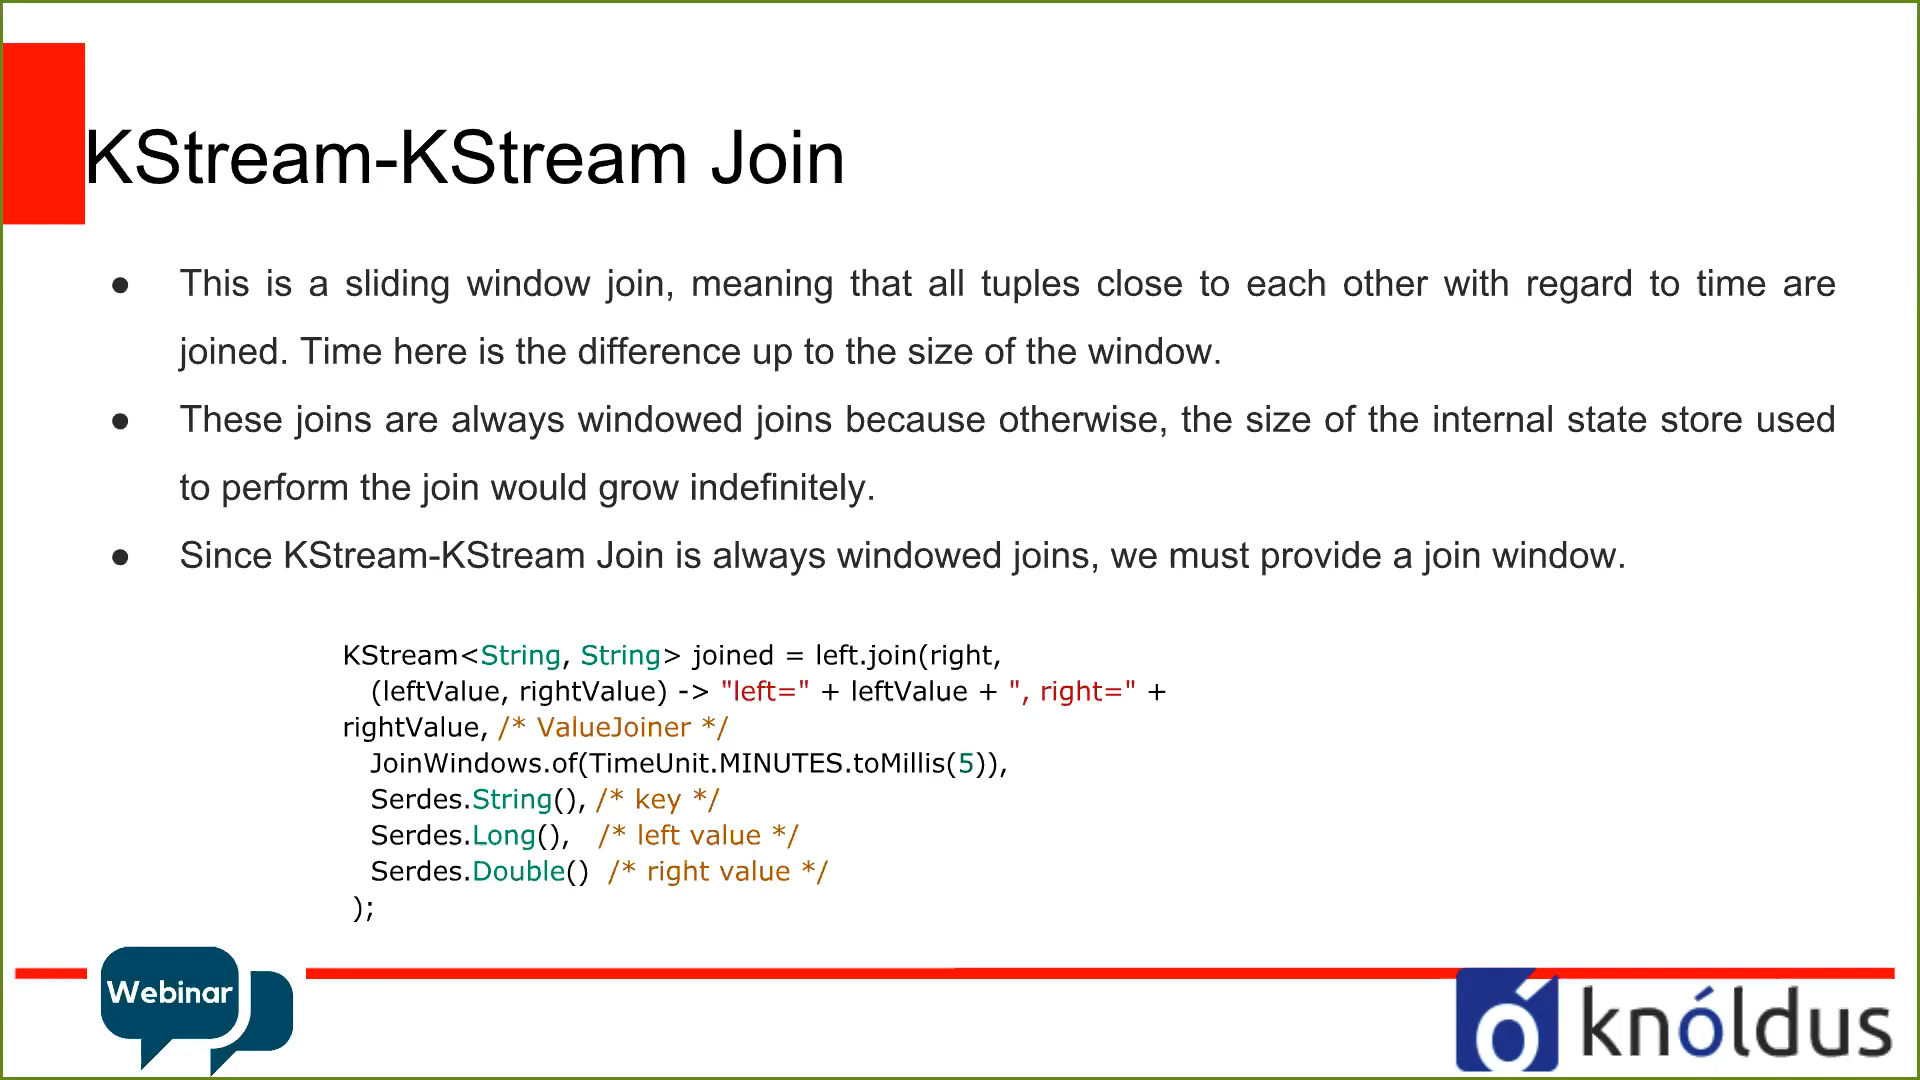 KStream-KStream Join
● This is a sliding window join, meaning that all tuples close to each other with regard to time are
joined. Time here is the difference up to the size of the window.
● These joins are always windowed joins because otherwise, the size of the internal state store used
to perform the join would grow indefinitely.
● Since KStream-KStream Join is always windowed joins, we must provide a join window.
KStream<String, String> joined = left.join(right,
(leftValue, rightValue) -> "left=" + leftValue + ", right=" +
rightValue, /* ValueJoiner */
JoinWindows.of(TimeUnit.MINUTES.toMillis(5)),
Serdes.String(), /* key */
Serdes.Long(), /* left value */
Serdes.Double() /* right value */
);
Webinar
knóldus